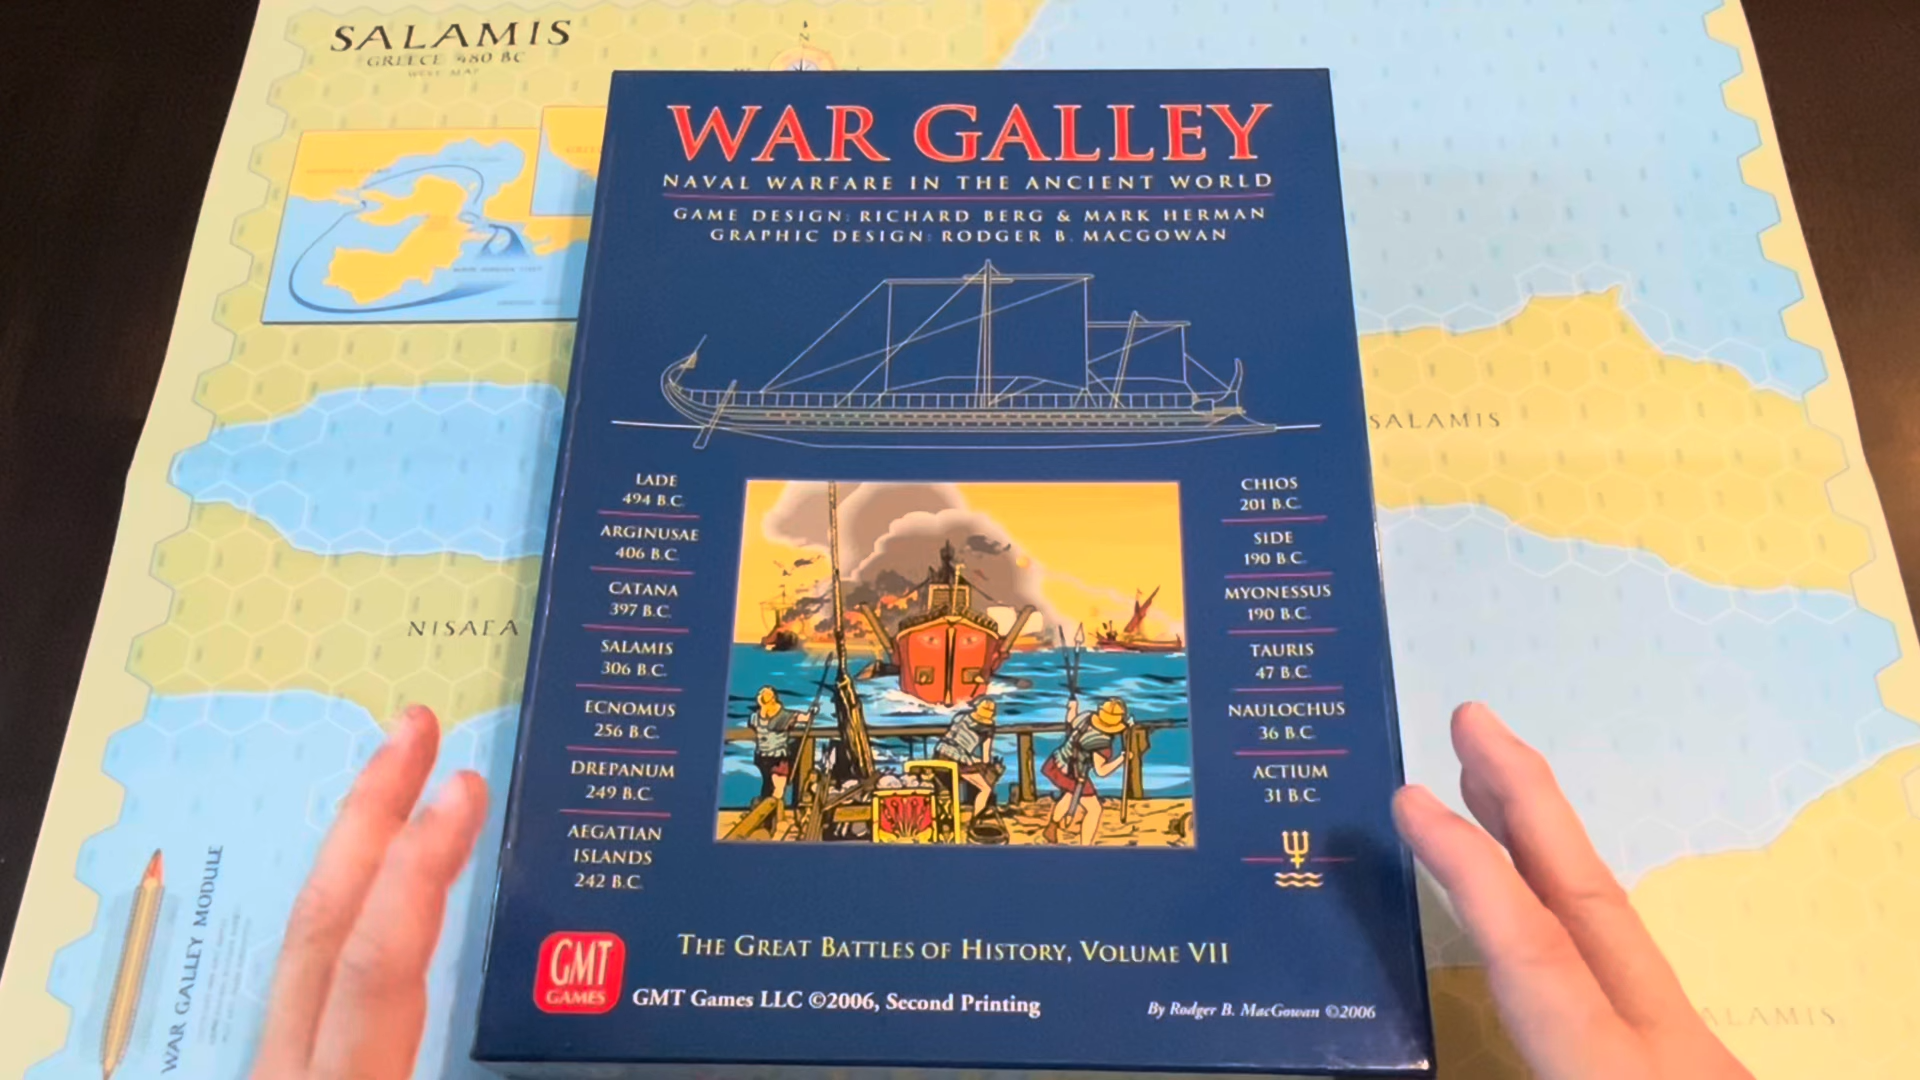 SALAMIS
GREECE 480 BC
WEST MAP
N
WAR GALLEY
NAVAL WARFARE IN THE ANCIENT WORLD
GAME DESIGN: RICHARD BERG & MARK HERMAN
GRAPHIC DESIGN: RODGER B. MACGOWAN
LADE
494 B.C.
ARGINUSAE
406 B.C.
CATANA
397 B.C.
SALAMIS
306 B.C.
ECNOMUS
256 B.C.
DREPANUM
249 B.C.
AEGATIAN
ISLANDS
242 B.C.
CHIOS
201 B.C.
SIDE
190 B.C.
MYONESSUS
190 B.C.
TAURIS
47 B.C.
NAULOCHUS
36 B.C.
ACTIUM
31 B.C.
THE GREAT BATTLES OF HISTORY, VOLUME VII
GMT
GAMES
GMT Games LLC ©2006, Second Printing
By Rodger B. MacGowan ©2006
SALAMIS
NISAEA
WAR GALLEY MODULE
SALAMIS